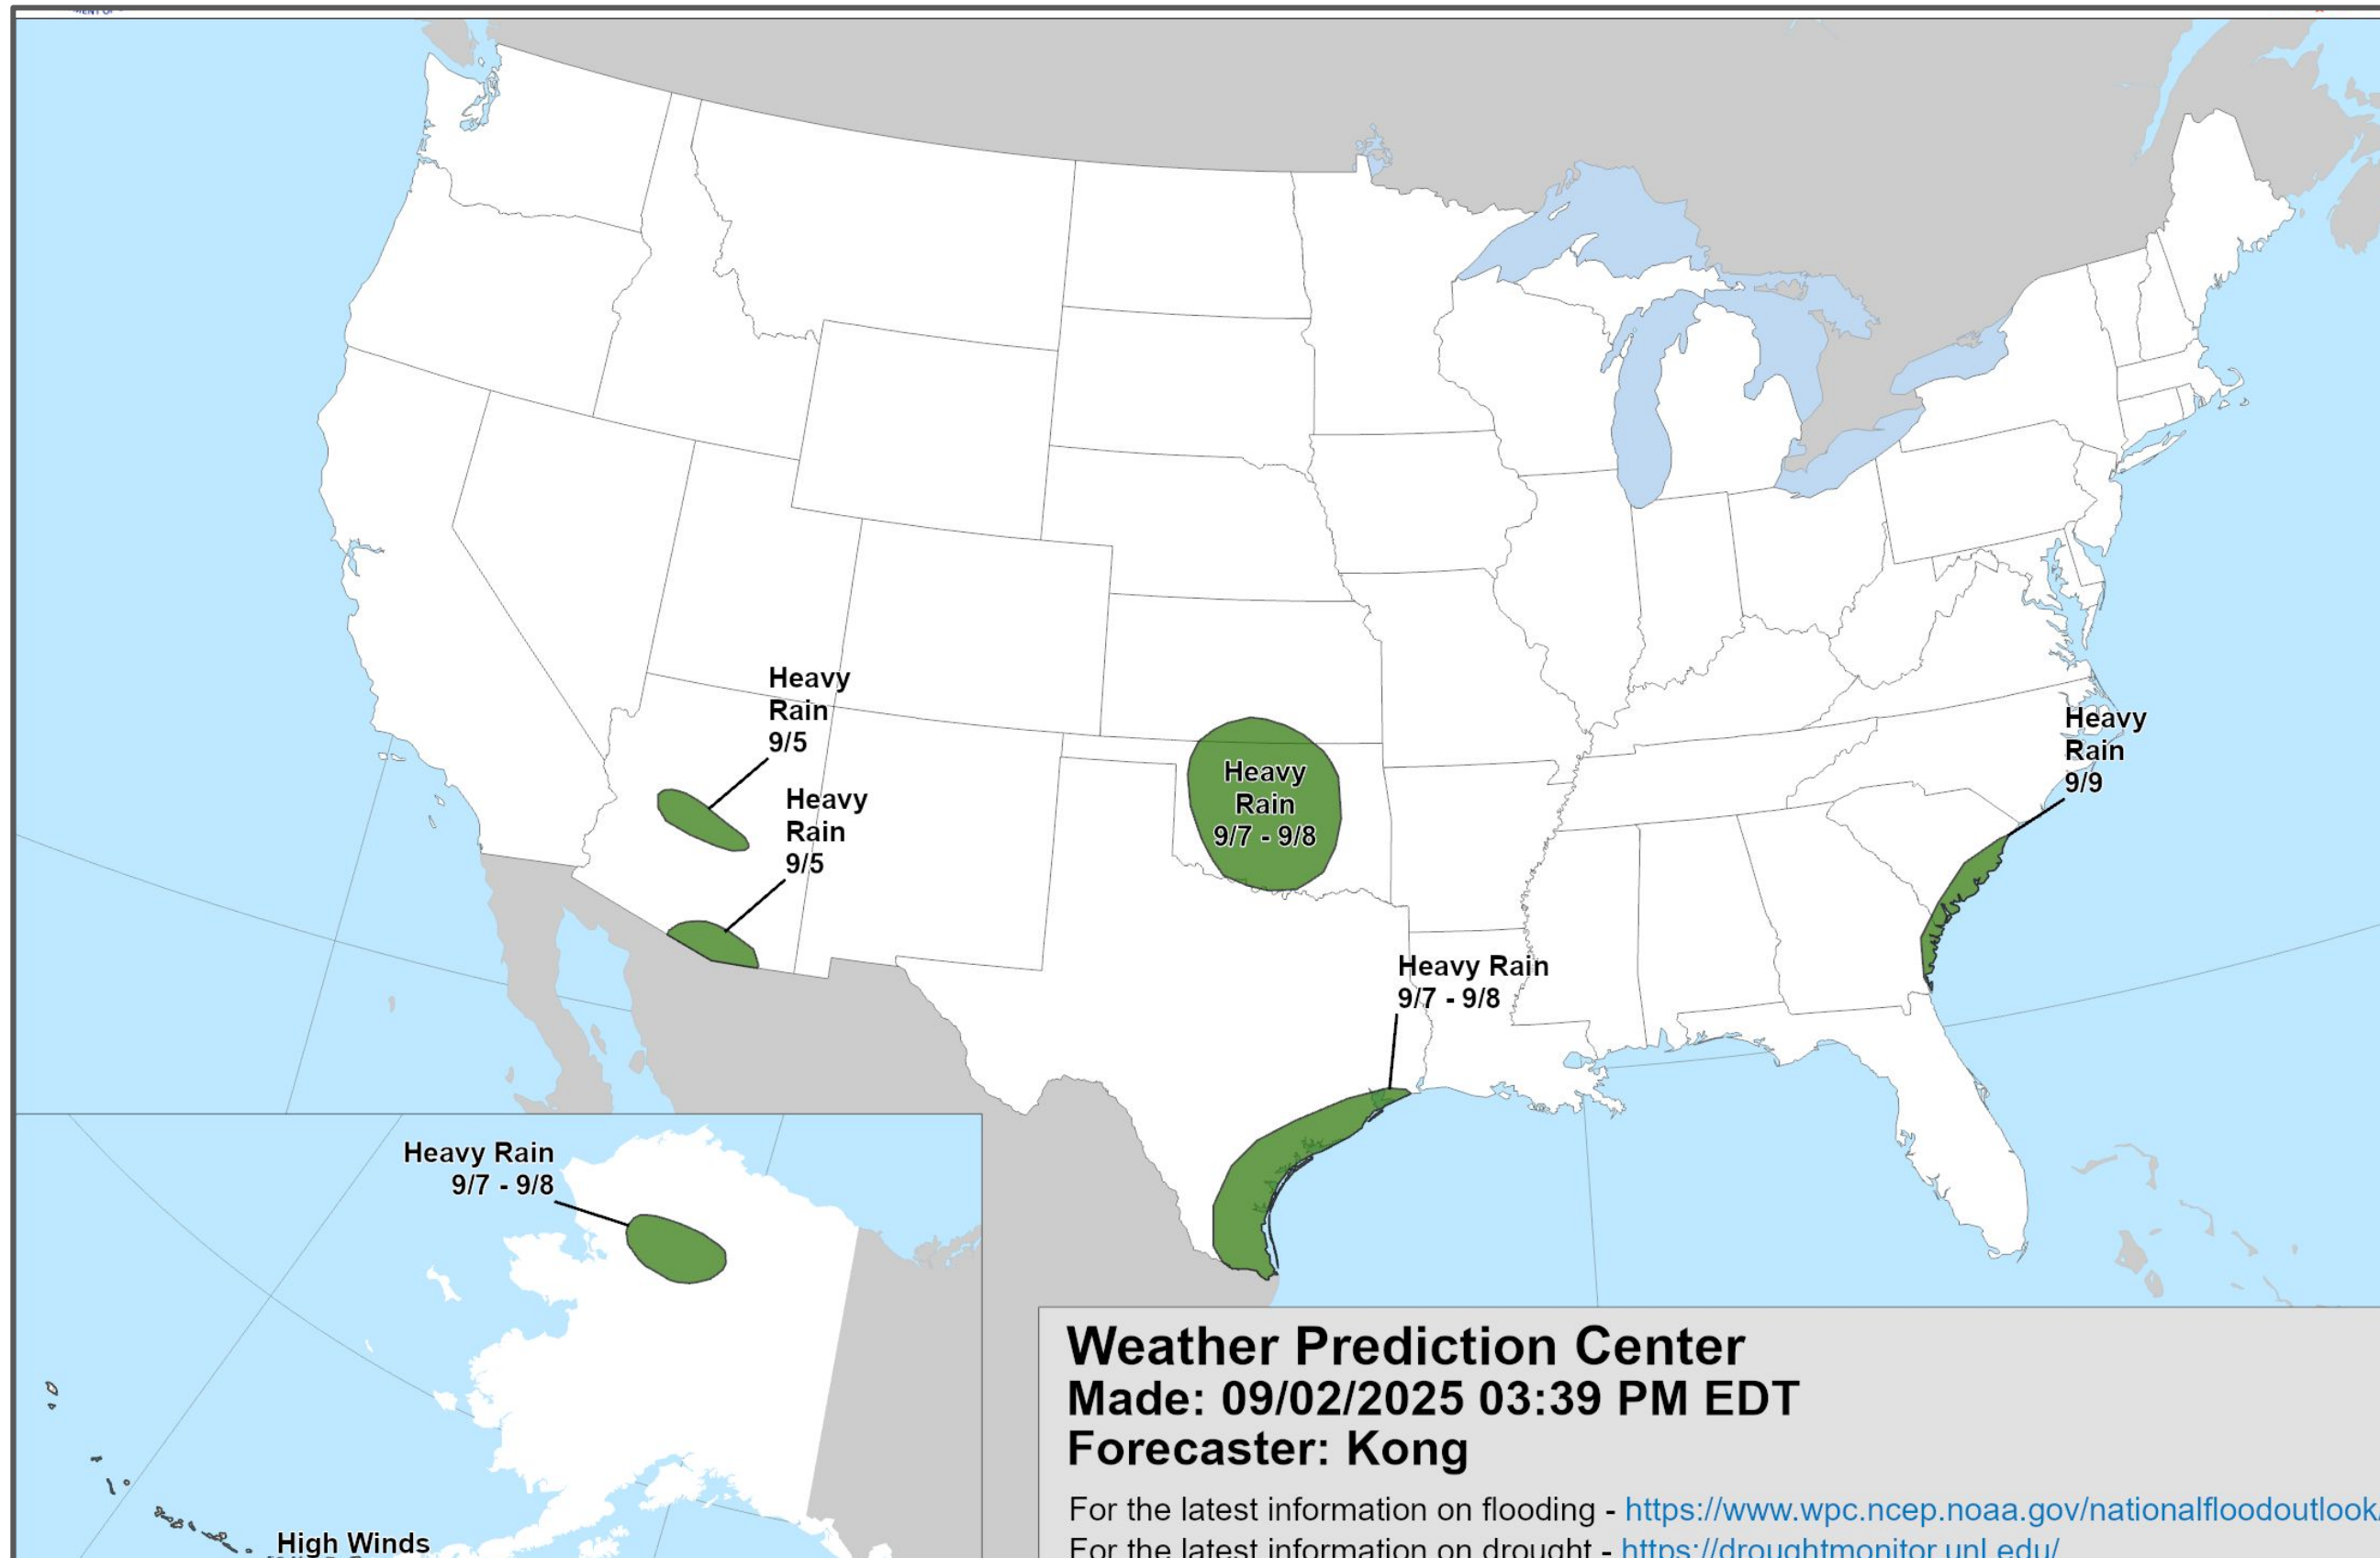 Heavy
Rain
9/5
Heavy
Rain
9/5
Heavy
Rain
9/7 - 9/8
Heavy
Rain
9/9
Heavy Rain
9/7 - 9/8
Heavy Rain
9/7 - 9/8
High Winds
Weather Prediction Center
Made: 09/02/2025 03:39 PM EDT
Forecaster: Kong
For the latest information on flooding - https://www.wpc.ncep.noaa.gov/nationalfloodoutlook/
For the latest information on drought - https://droughtmonitor.unl.edu/